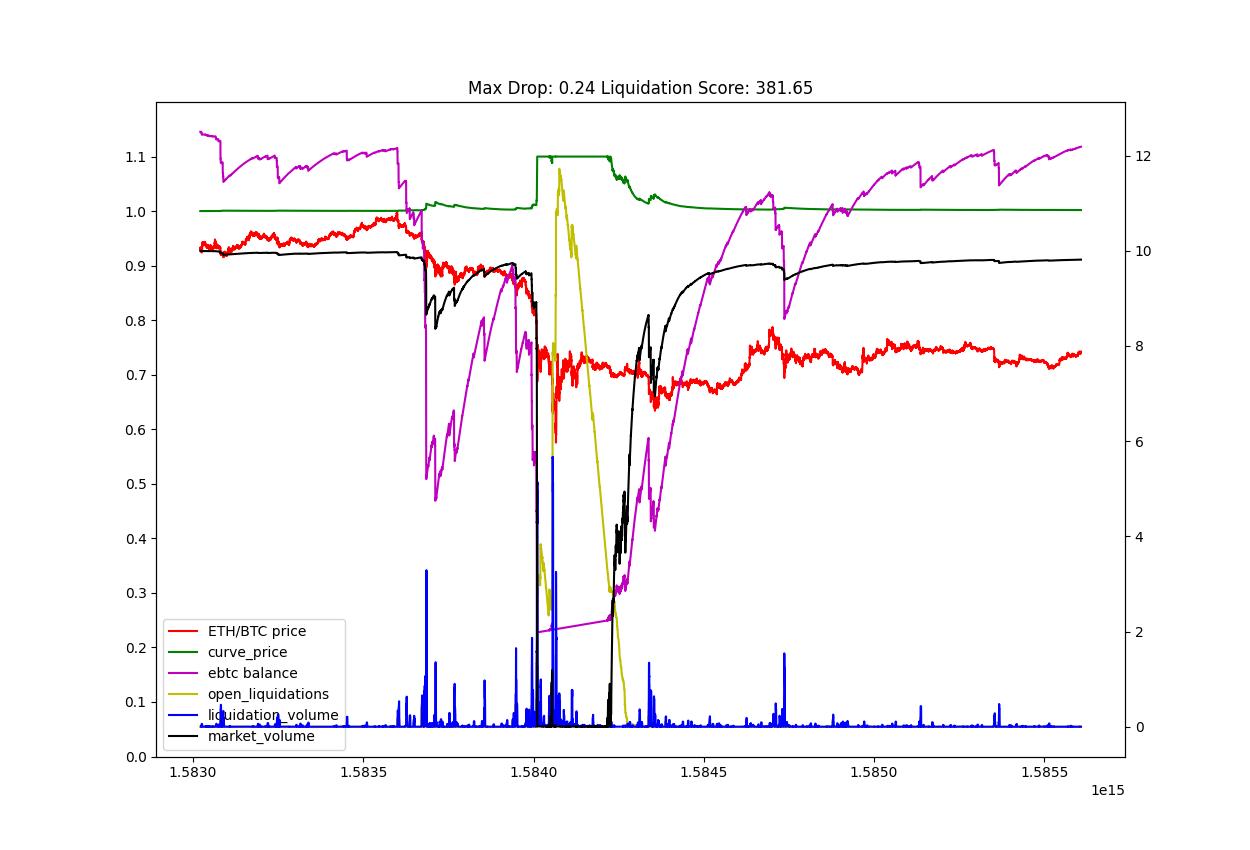 Max Drop: 0.24 Liquidation Score: 381.65
1.1
1.0
0.9
0.8
0.7
0.6
0.5
0.4
0.3
0.2
0.1
0.0
12
10
8
6
4
2
0
ETH/BTC price
curve_price
ebtc balance
open_liquidations
liquidation_volume
market_volume
1.5830 1.5835 1.5840 1.5845 1.5850 1.5855
1e15